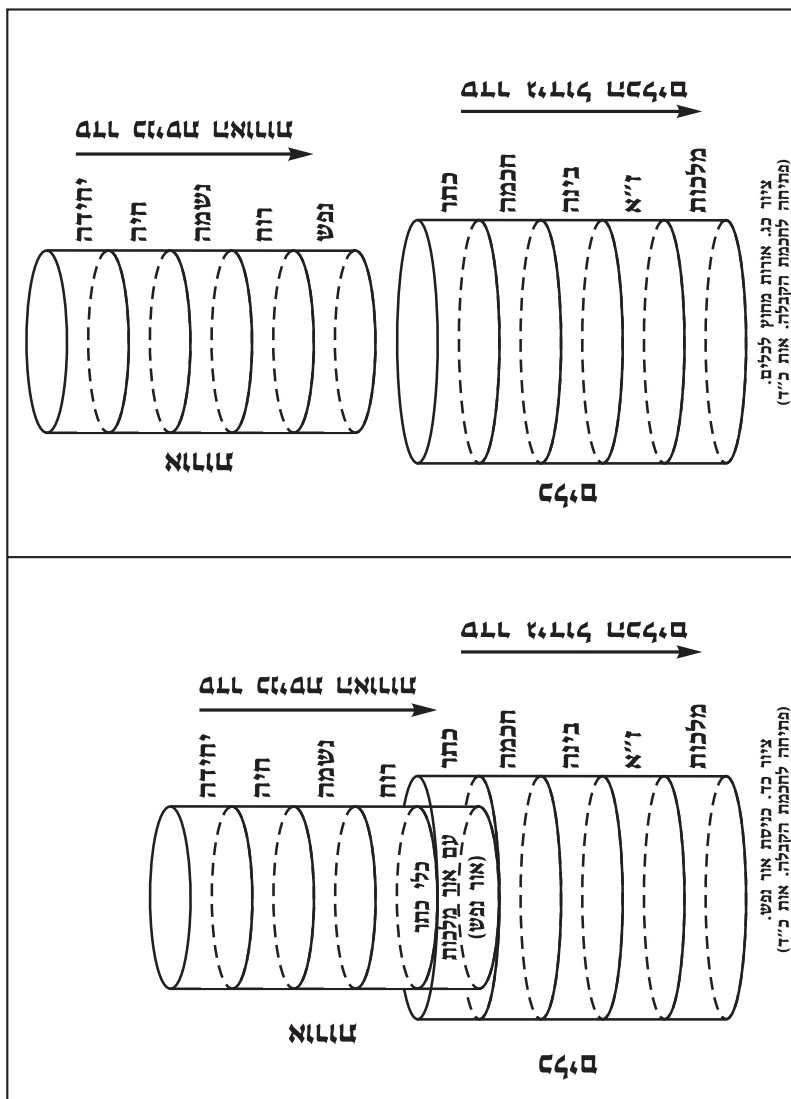 סדר כניסת האורות
יחידה
חיה
נשמה
רוח
נפש
אורות
סדר גידול הכלים
כתר
חכמה
בינה
ז״א
מלכות
כלים
ציור כג. אורות מחוץ לכלים.
(פתיחה לחכמת הקבלה, אות כ״ד)
סדר כניסת האורות
יחידה
חיה
נשמה
רוח
אורות
כלי כתר
עם אור מלכות
(אור נפש)
סדר גידול הכלים
כתר
חכמה
בינה
ז״א
מלכות
כלים
ציור כד. כניסת אור נפש.
(פתיחה לחכמת הקבלה, אות כ״ד)